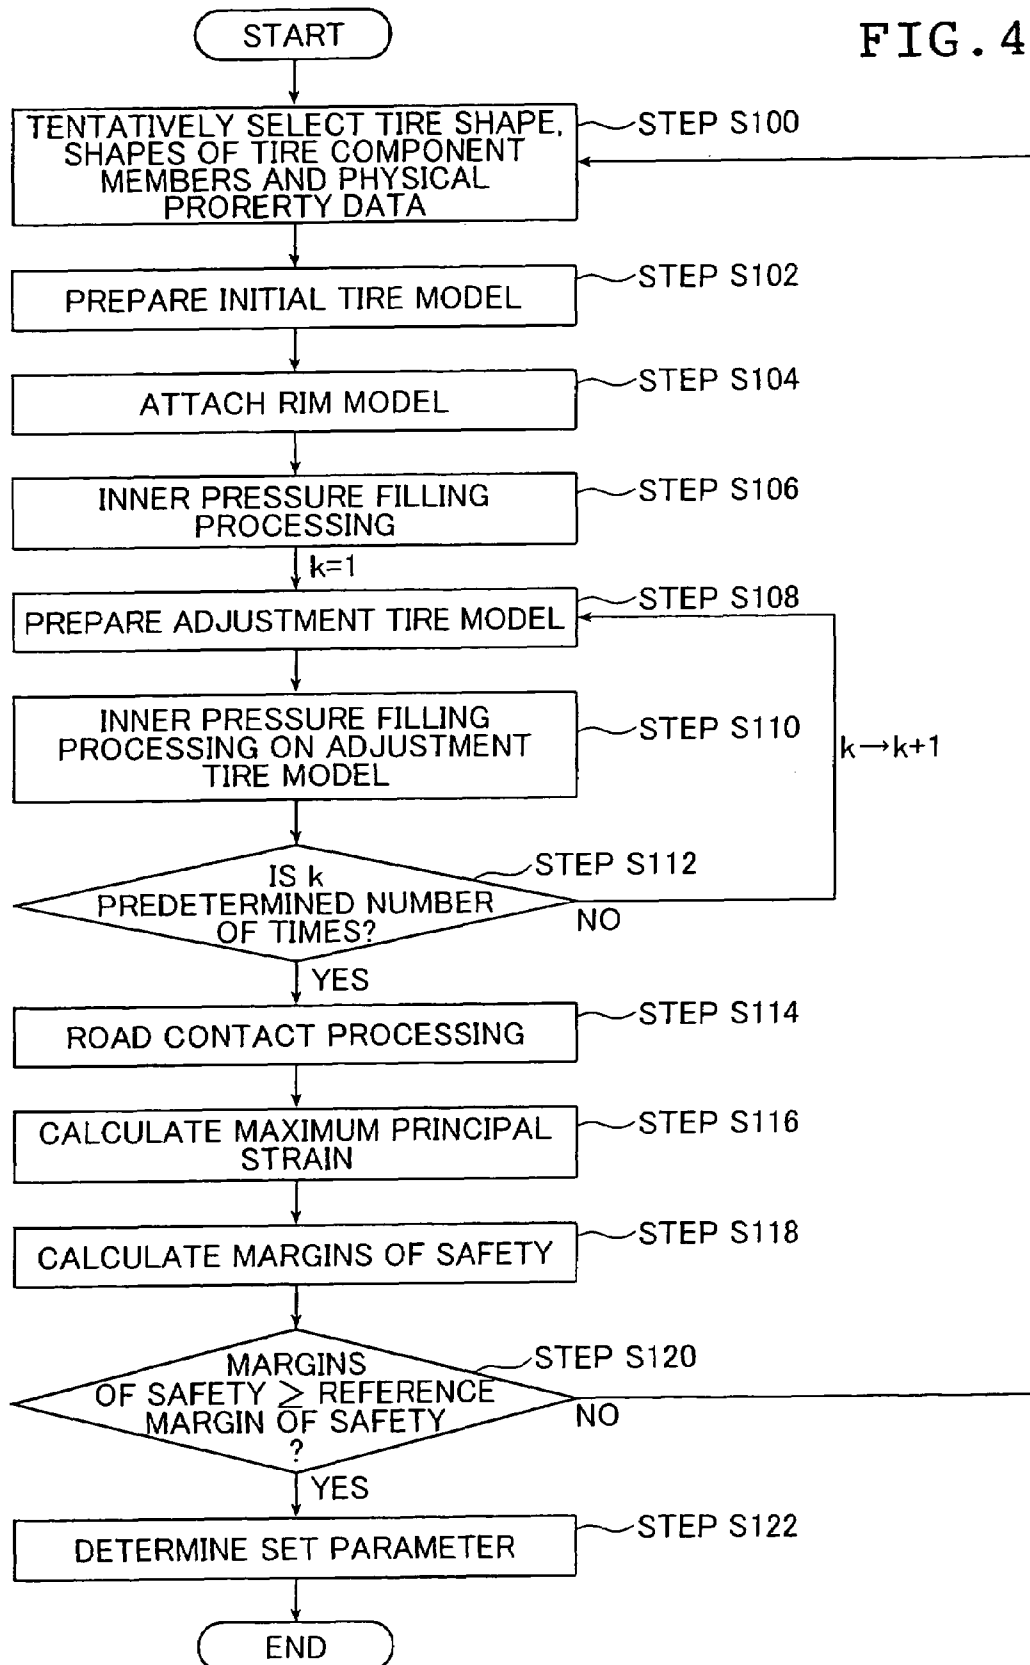 FIG.4
START
TENTATIVELY SELECT TIRE SHAPE,
SHAPES OF TIRE COMPONENT
MEMBERS AND PHYSICAL
PRORERTY DATA
STEP S100
PREPARE INITIAL TIRE MODEL
STEP S102
ATTACH RIM MODEL
STEP S104
INNER PRESSURE FILLING
PROCESSING
STEP S106
k=1
PREPARE ADJUSTMENT TIRE MODEL
STEP S108
INNER PRESSURE FILLING
PROCESSING ON ADJUSTMENT
TIRE MODEL
STEP S110
k→k+1
IS k
PREDETERMINED NUMBER
OF TIMES?
STEP S112
NO
YES
ROAD CONTACT PROCESSING
STEP S114
CALCULATE MAXIMUM PRINCIPAL
STRAIN
STEP S116
CALCULATE MARGINS OF SAFETY
STEP S118
MARGINS
OF SAFETY ≧ REFERENCE
MARGIN OF SAFETY
?
STEP S120
NO
YES
DETERMINE SET PARAMETER
STEP S122
END